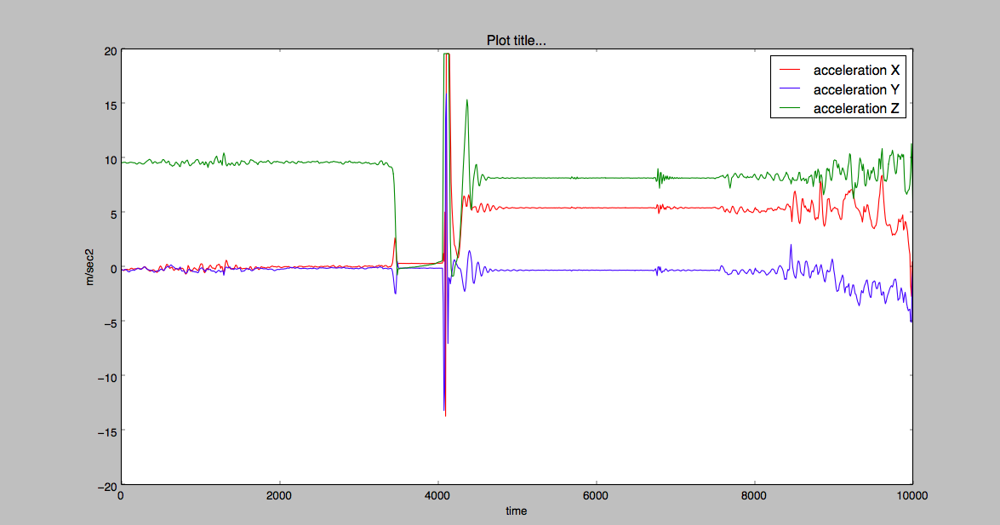 Plot title...
acceleration X
acceleration Y
acceleration Z
20
15
10
5
0
−5
−10
−15
−20
m/sec2
0
2000
4000
6000
8000
10000
time